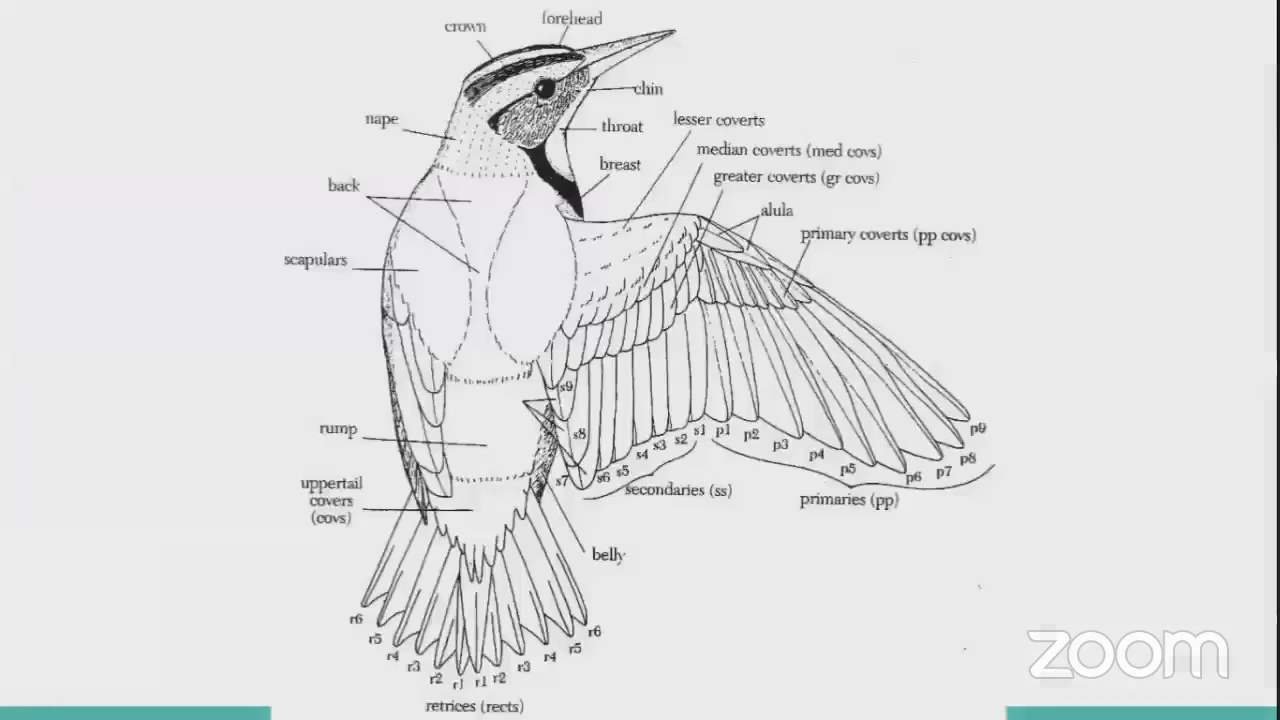 forehead
crown
chin
nape
throat
lesser coverts
median coverts (med covs)
breast
greater coverts (gr covs)
back
alula
primary coverts (pp covs)
scapulars
s9
rump
s8
s7
s6
s5
s4
s3
s2
s1
p1
p2
p3
p4
p5
p6
p7
p8
p9
secondaries (ss)
primaries (pp)
uppertail
covers
(covs)
belly
r6
r5
r4
r3
r2
r1
r1
r2
r3
r4
r5
r6
retrices (rects)
zoom